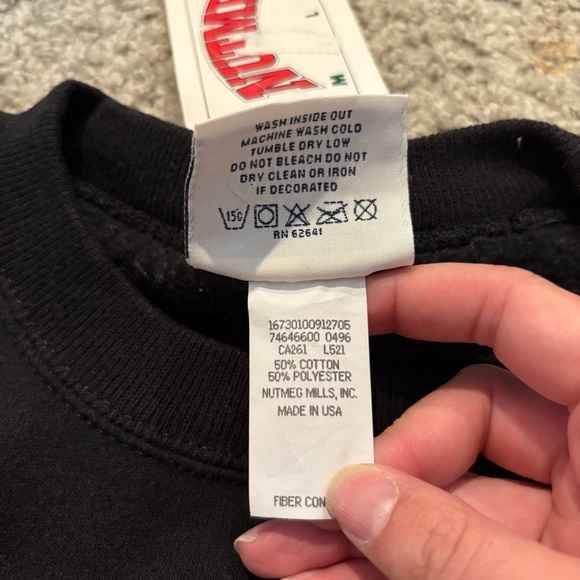 L
M
NUTMEG
WASH INSIDE OUT
MACHINE WASH COLD
TUMBLE DRY LOW
DO NOT BLEACH DO NOT
DRY CLEAN OR IRON
IF DECORATED
15c
RN 62641
16730100912705
74646600 0496
CA261 L521
50% COTTON
50% POLYESTER
NUTMEG MILLS, INC.
MADE IN USA
FIBER CON